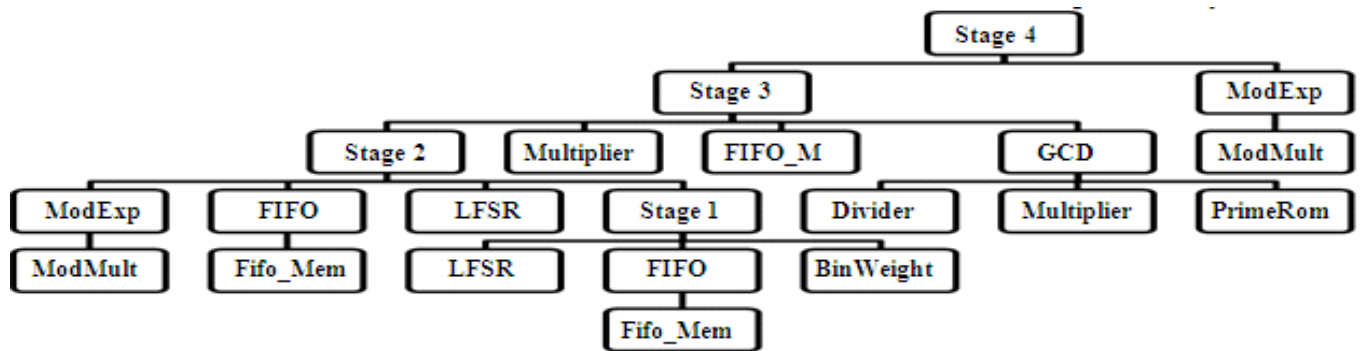 Stage 4
Stage 3 ModExp
Stage 2 Multiplier FIFO_M GCD ModMult
ModExp FIFO LFSR Stage 1 Divider Multiplier PrimeRom
ModMult Fifo_Mem LFSR FIFO BinWeight
Fifo_Mem